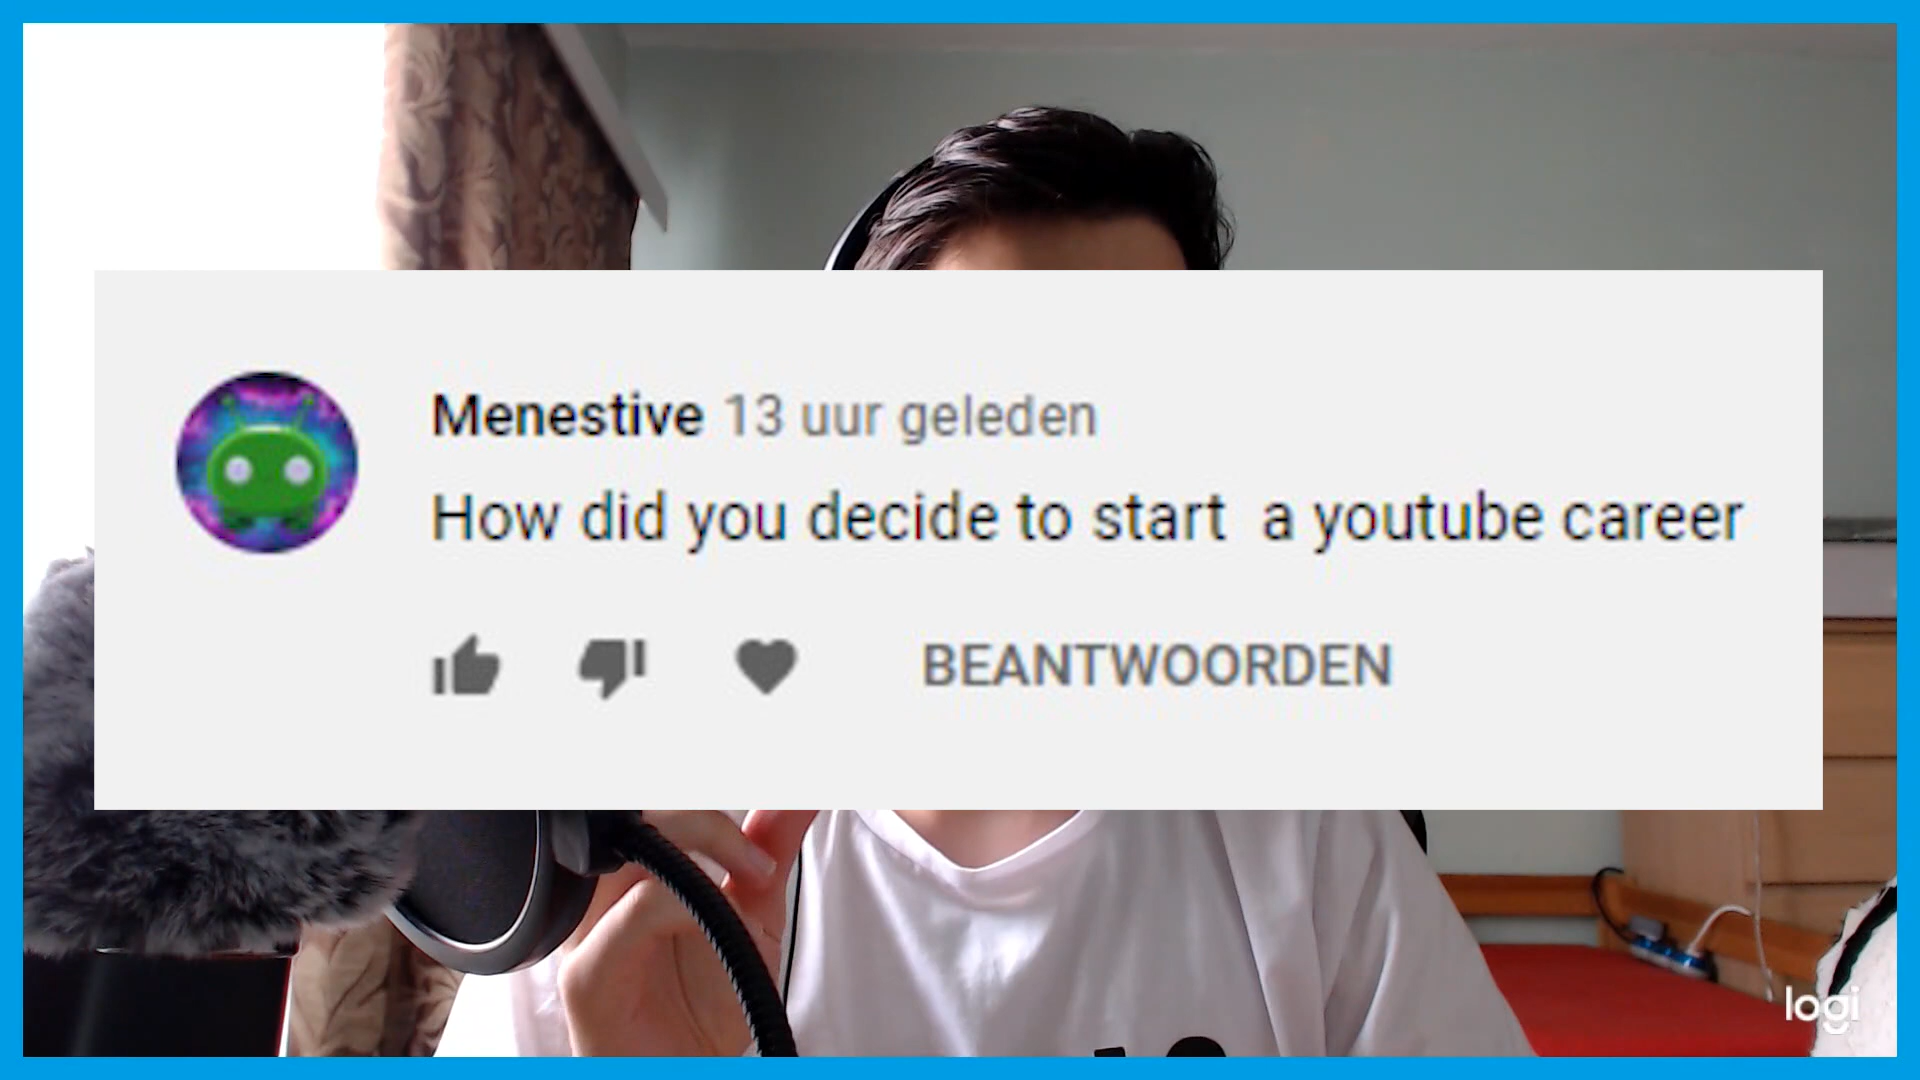 Menestive 13 uur geleden
How did you decide to start  a youtube career
BEANTWOORDEN
logi